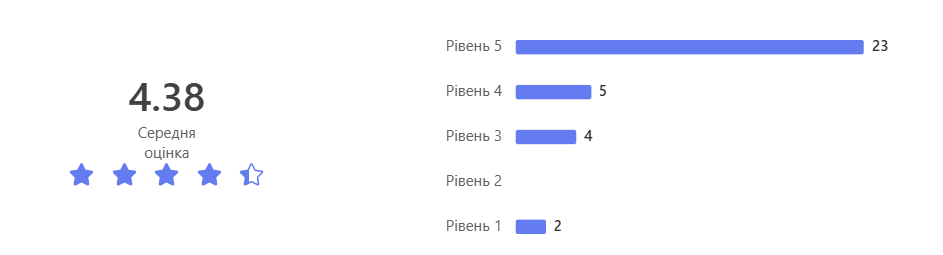 4.38
Середня
оцінка
Рівень 5 23
Рівень 4 5
Рівень 3 4
Рівень 2
Рівень 1 2